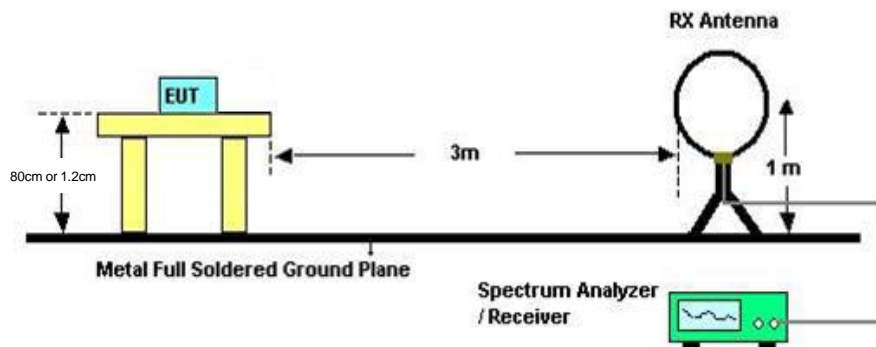 RX Antenna
EUT
80cm or 1.2cm
3m
1 m
Metal Full Soldered Ground Plane
Spectrum Analyzer
/ Receiver